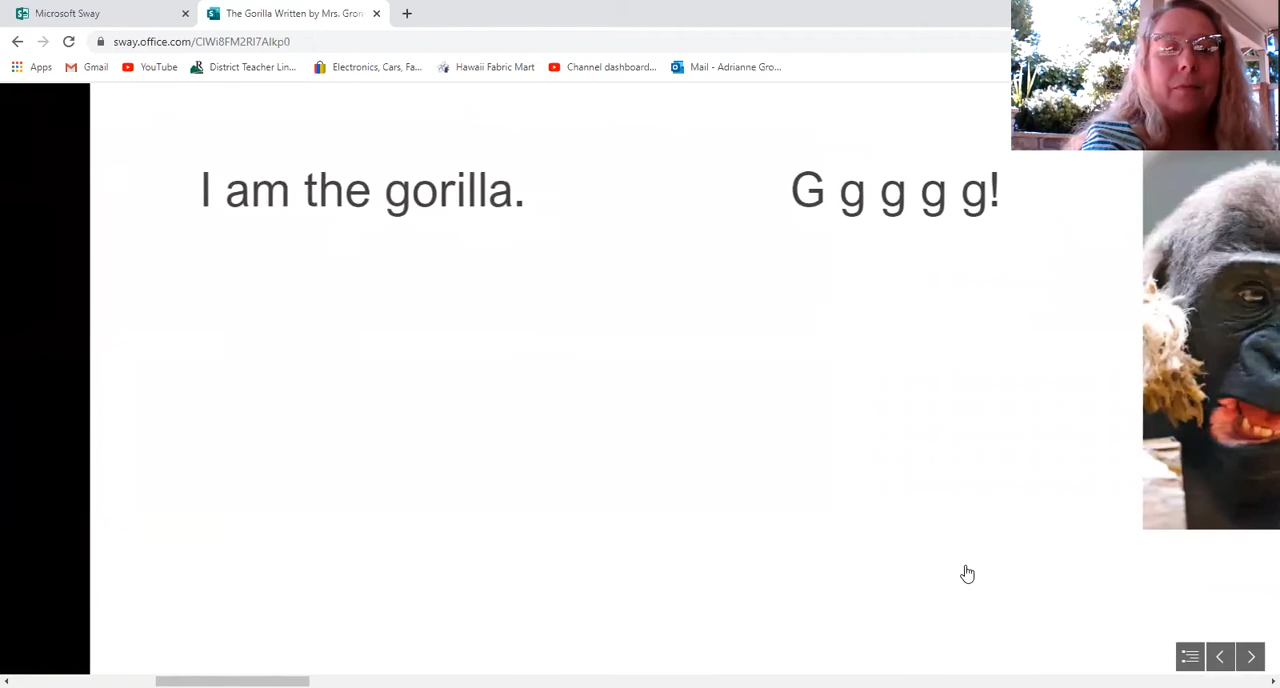 Microsoft Sway
The Gorilla Written by Mrs. Gron
sway.office.com/ClWi8FM2Rl7Alkp0
Apps Gmail YouTube District Teacher Lin... Electronics, Cars, Fa... Hawaii Fabric Mart Channel dashboard... Mail - Adrianne Gro...
I am the gorilla. G g g g g!